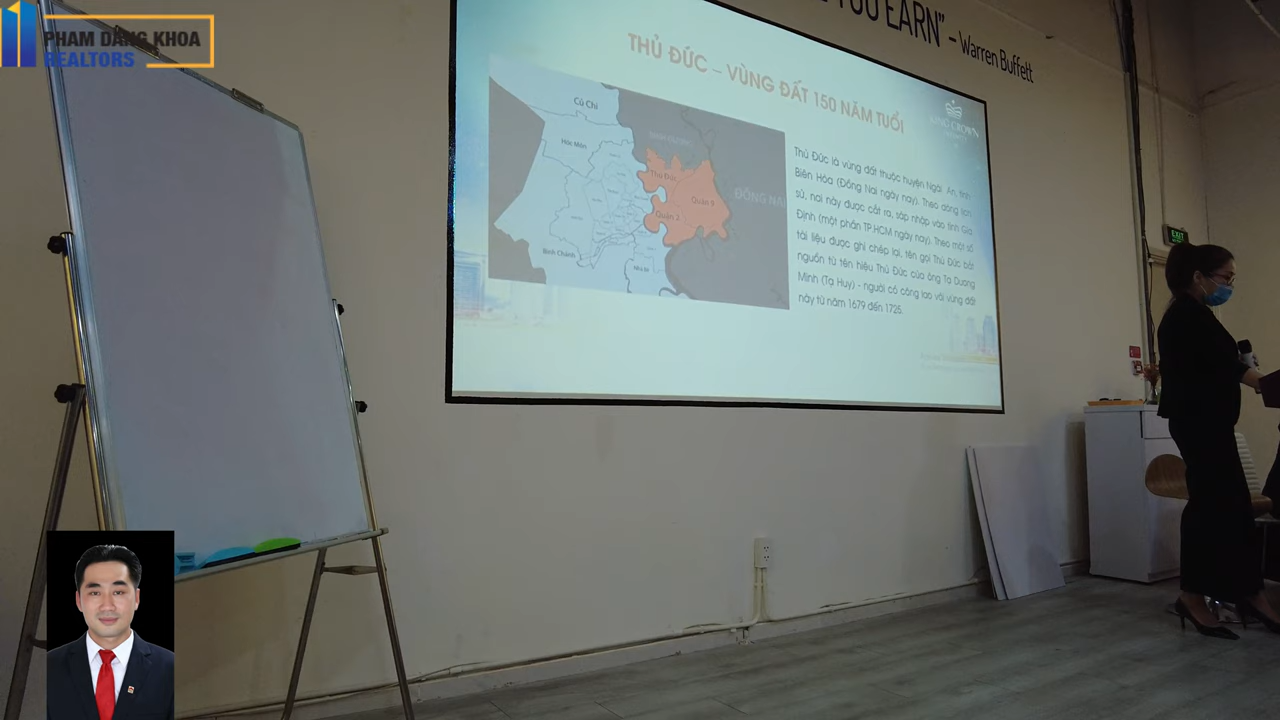 PHAM DANG KHOA
REALTORS
YOU EARN" – Warren Buffett
THỦ ĐỨC – VÙNG ĐẤT 150 NĂM TUỔI
KING CROWN
Củ Chi
Hóc Môn
Thủ Đức
Quận 9
Quận 2
Bình Chánh
Nhà Bè
ĐỒNG NAI
Thủ Đức là vùng đất thuộc huyện Ngãi An, tỉnh
Biên Hòa (Đồng Nai ngày nay). Theo dòng lịch
sử, nơi này được cắt ra, sáp nhập vào tỉnh Gia
Định (một phần TP.HCM ngày nay). Theo một số
tài liệu được ghi chép lại, tên gọi Thủ Đức bắt
nguồn từ tên hiệu Thủ Đức của ông Tạ Dương
Minh (Tạ Huy) - người có công lao với vùng đất
này từ năm 1679 đến 1725.
EXIT